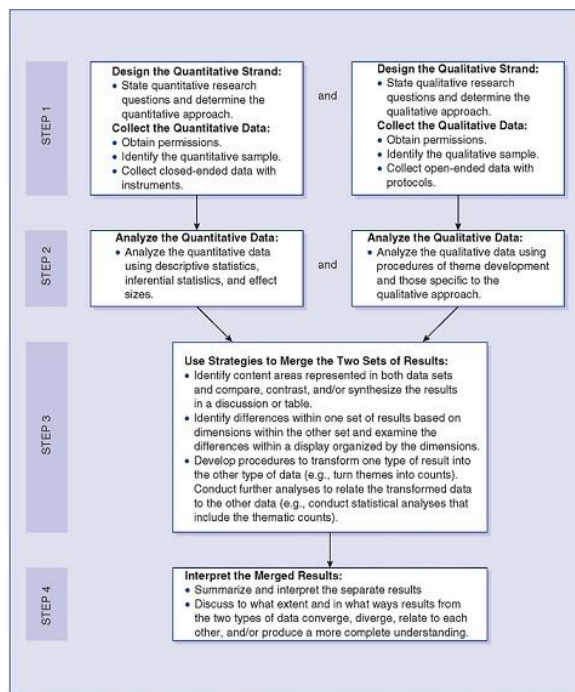 STEP 1
Design the Quantitative Strand:
• State quantitative research
questions and determine the
quantitative approach.
Collect the Quantitative Data:
• Obtain permissions.
• Identify the quantitative sample.
• Collect closed-ended data with
instruments.
and
Design the Qualitative Strand:
• State qualitative research
questions and determine the
qualitative approach.
Collect the Qualitative Data:
• Obtain permissions.
• Identify the qualitative sample.
• Collect open-ended data with
protocols.
STEP 2
Analyze the Quantitative Data:
• Analyze the quantitative data
using descriptive statistics,
inferential statistics, and effect
sizes.
and
Analyze the Qualitative Data:
• Analyze the qualitative data using
procedures of theme development
and those specific to the
qualitative approach.
STEP 3
Use Strategies to Merge the Two Sets of Results:
• Identify content areas represented in both data sets
and compare, contrast, and/or synthesize the results
in a discussion or table.
• Identify differences within one set of results based on
dimensions within the other set and examine the
differences within a display organized by the dimensions.
• Develop procedures to transform one type of result into
the other type of data (e.g., turn themes into counts).
Conduct further analyses to relate the transformed data
to the other data (e.g., conduct statistical analyses that
include the thematic counts).
STEP 4
Interpret the Merged Results:
• Summarize and interpret the separate results
• Discuss to what extent and in what ways results from
the two types of data converge, diverge, relate to each
other, and/or produce a more complete understanding.